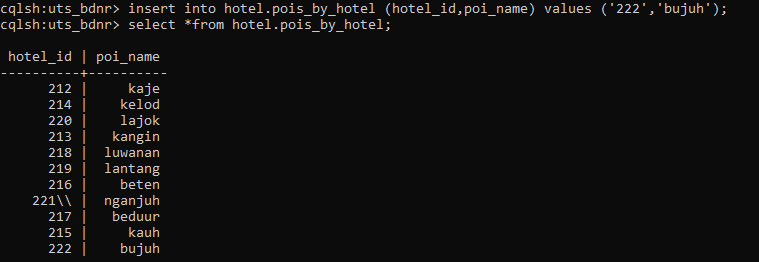 cqlsh:uts_bdnr> insert into hotel.pois_by_hotel (hotel_id,poi_name) values ('222','bujuh');
cqlsh:uts_bdnr> select *from hotel.pois_by_hotel;
hotel_id | poi_name
----------+----------
212 | kaje
214 | kelod
220 | lajok
213 | kangin
218 | luwanan
219 | lantang
216 | beten
221\\ | nganjuh
217 | beduur
215 | kauh
222 | bujuh